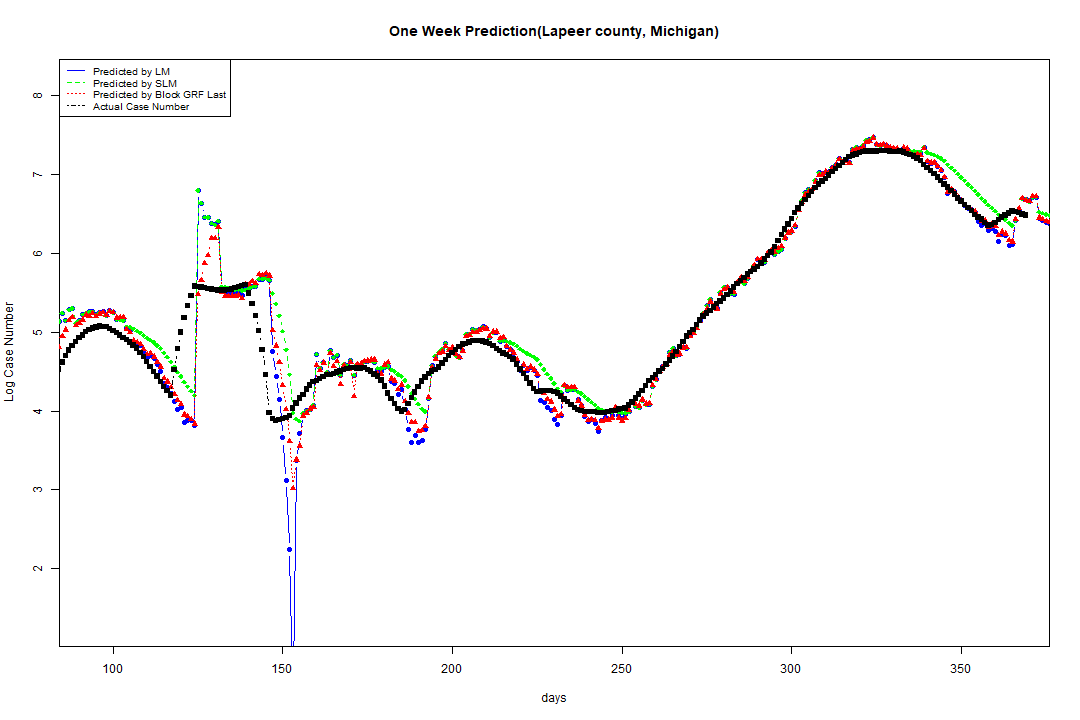 One Week Prediction(Lapeer county, Michigan)
Predicted by LM
Predicted by SLM
Predicted by Block GRF Last
Actual Case Number
8
7
6
5
4
3
2
Log Case Number
100 150 200 250 300 350
days